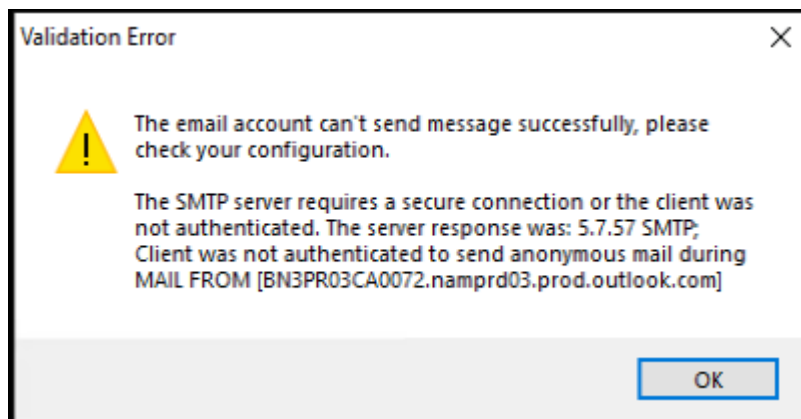 Validation Error
The email account can't send message successfully, please
check your configuration.
The SMTP server requires a secure connection or the client was
not authenticated. The server response was: 5.7.57 SMTP;
Client was not authenticated to send anonymous mail during
MAIL FROM [BN3PR03CA0072.namprd03.prod.outlook.com]
OK